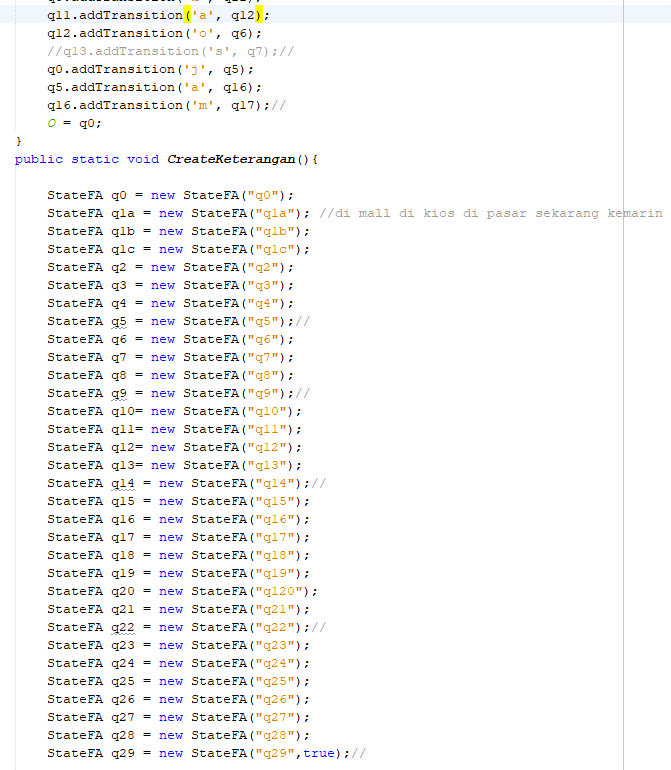 q11.addTransition('a', q12);
q12.addTransition('o', q6);
//q13.addTransition('s', q7);//
q0.addTransition('j', q5);
q5.addTransition('a', q16);
q16.addTransition('m', q17);//
O = q0;
}
public static void CreateKeterangan(){
StateFA q0 = new StateFA("q0");
StateFA q1a = new StateFA("q1a"); //di mall di kios di pasar sekarang kemarin
StateFA q1b = new StateFA("q1b");
StateFA q1c = new StateFA("q1c");
StateFA q2 = new StateFA("q2");
StateFA q3 = new StateFA("q3");
StateFA q4 = new StateFA("q4");
StateFA q5 = new StateFA("q5");//
StateFA q6 = new StateFA("q6");
StateFA q7 = new StateFA("q7");
StateFA q8 = new StateFA("q8");
StateFA q9 = new StateFA("q9");//
StateFA q10= new StateFA("q10");
StateFA q11= new StateFA("q11");
StateFA q12= new StateFA("q12");
StateFA q13= new StateFA("q13");
StateFA q14 = new StateFA("q14");//
StateFA q15 = new StateFA("q15");
StateFA q16 = new StateFA("q16");
StateFA q17 = new StateFA("q17");
StateFA q18 = new StateFA("q18");
StateFA q19 = new StateFA("q19");
StateFA q20 = new StateFA("q120");
StateFA q21 = new StateFA("q21");
StateFA q22 = new StateFA("q22");//
StateFA q23 = new StateFA("q23");
StateFA q24 = new StateFA("q24");
StateFA q25 = new StateFA("q25");
StateFA q26 = new StateFA("q26");
StateFA q27 = new StateFA("q27");
StateFA q28 = new StateFA("q28");
StateFA q29 = new StateFA("q29",true);//